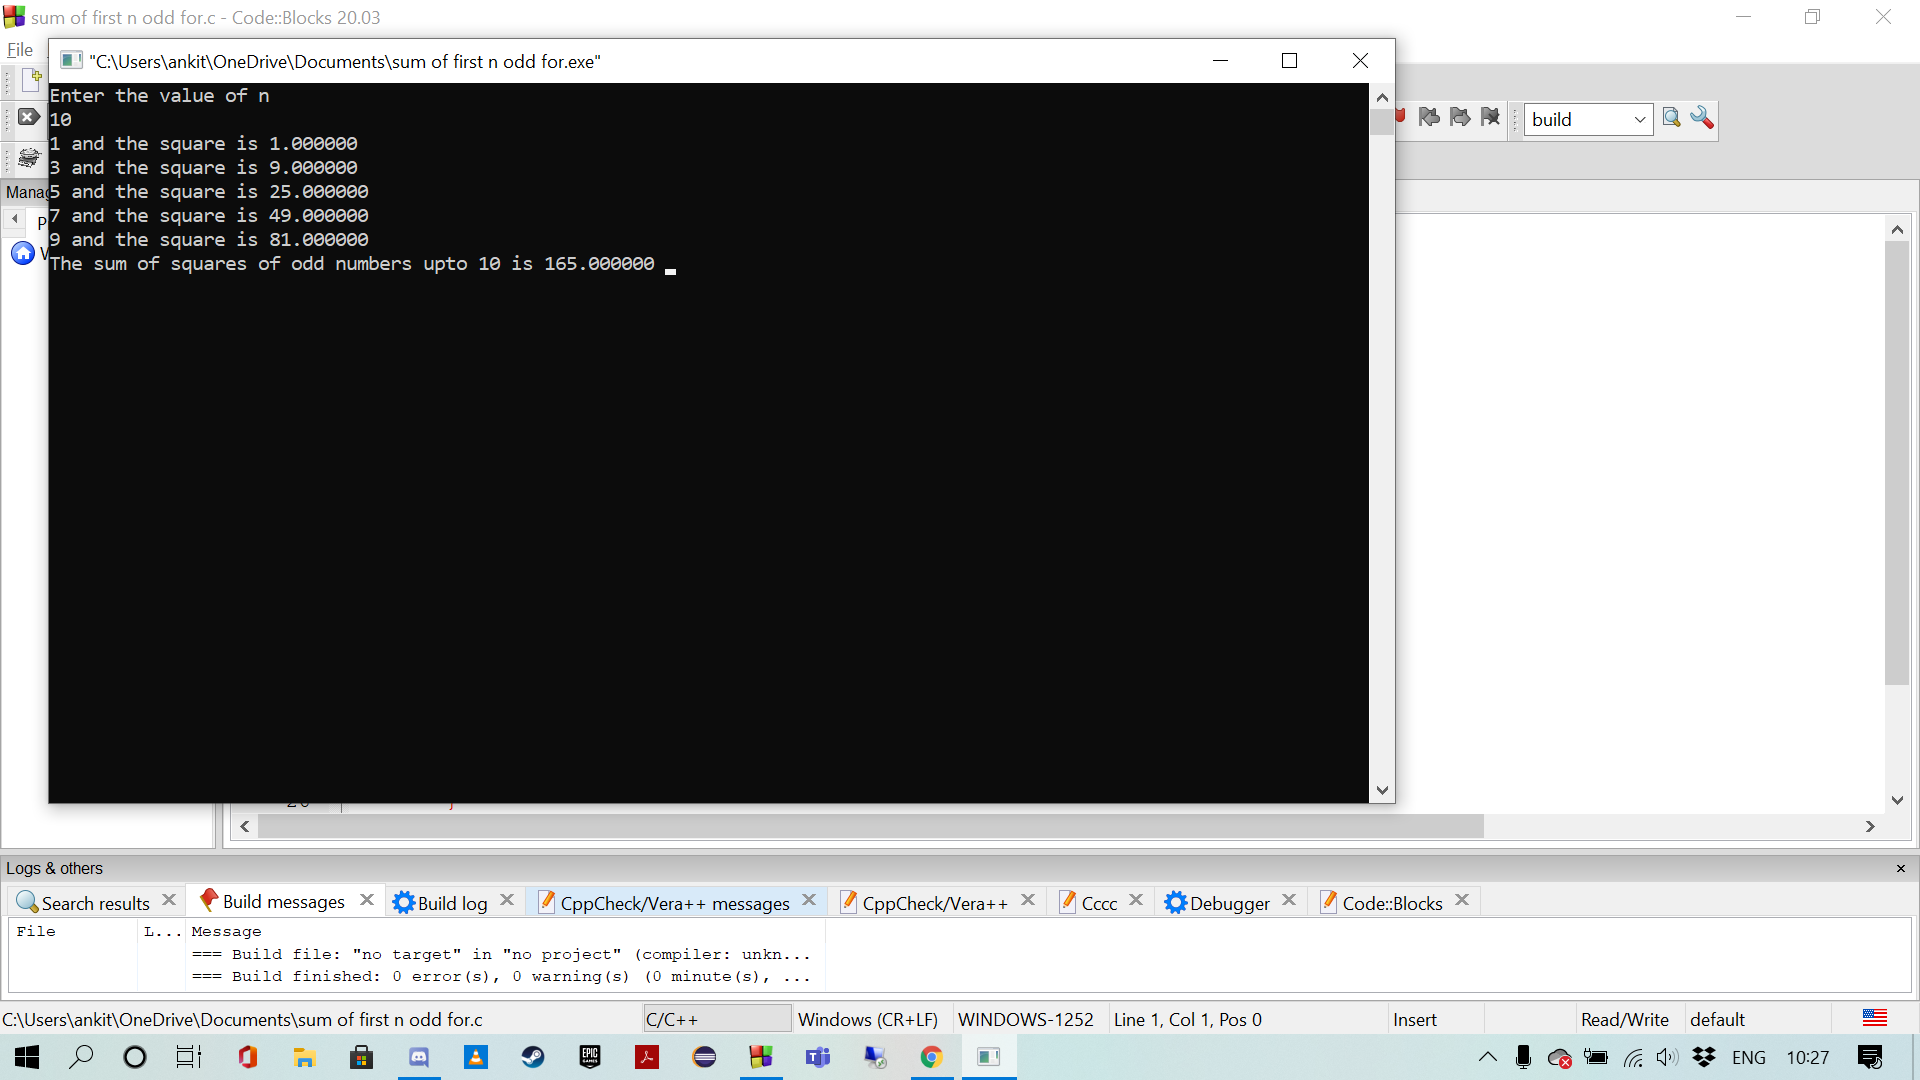 sum of first n odd for.c - Code::Blocks 20.03
File
"C:\Users\ankit\OneDrive\Documents\sum of first n odd for.exe"
Enter the value of n
10
1 and the square is 1.000000
3 and the square is 9.000000
5 and the square is 25.000000
7 and the square is 49.000000
9 and the square is 81.000000
The sum of squares of odd numbers upto 10 is 165.000000
build
Manag
P
W
20
Logs & others
Search results
Build messages
Build log
CppCheck/Vera++ messages
CppCheck/Vera++
Cccc
Debugger
Code::Blocks
File L... Message
=== Build file: "no target" in "no project" (compiler: unkn...
=== Build finished: 0 error(s), 0 warning(s) (0 minute(s), ...
C:\Users\ankit\OneDrive\Documents\sum of first n odd for.c
C/C++
Windows (CR+LF)
WINDOWS-1252
Line 1, Col 1, Pos 0
Insert
Read/Write
default
EPIC GAMES
ENG
10:27